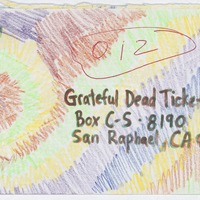 012
Grateful Dead Ticke
Box C-S • 8190
San Raphael, CA